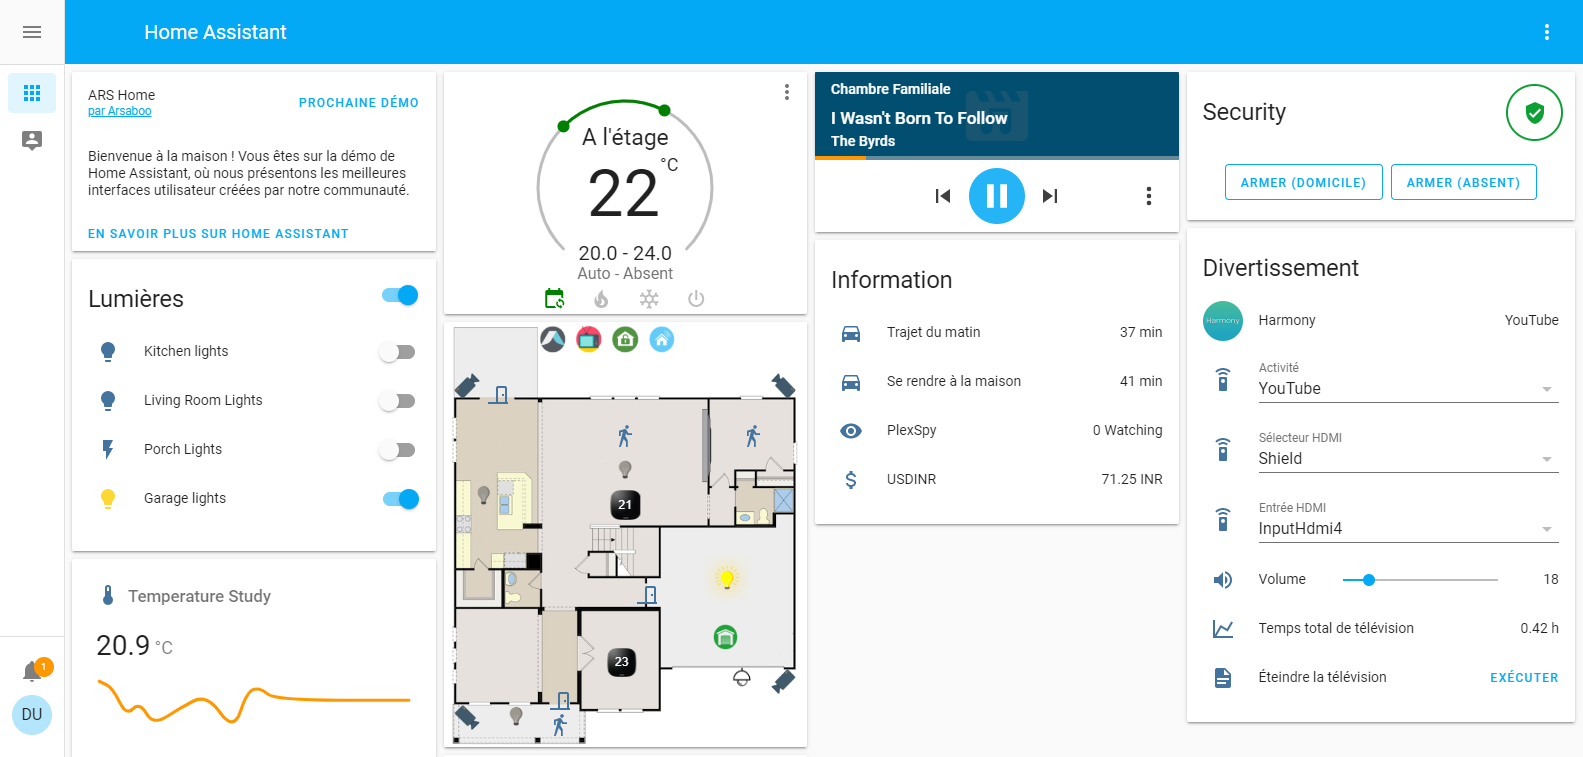 Home Assistant
ARS Home
par Arsaboo
PROCHAINE DÉMO
Bienvenue à la maison ! Vous êtes sur la démo de
Home Assistant, où nous présentons les meilleures
interfaces utilisateur créées par notre communauté.
EN SAVOIR PLUS SUR HOME ASSISTANT
Lumières
Kitchen lights
Living Room Lights
Porch Lights
Garage lights
Temperature Study
20.9 °C
1
DU
A l'étage
22 °C
20.0 - 24.0
Auto - Absent
21
23
Chambre Familiale
I Wasn't Born To Follow
The Byrds
Information
Trajet du matin 37 min
Se rendre à la maison 41 min
PlexSpy 0 Watching
USDINR 71.25 INR
Security
ARMER (DOMICILE) ARMER (ABSENT)
Divertissement
Harmony Harmony YouTube
Activité
YouTube
Sélecteur HDMI
Shield
Entrée HDMI
InputHdmi4
Volume 18
Temps total de télévision 0.42 h
Éteindre la télévision EXÉCUTER